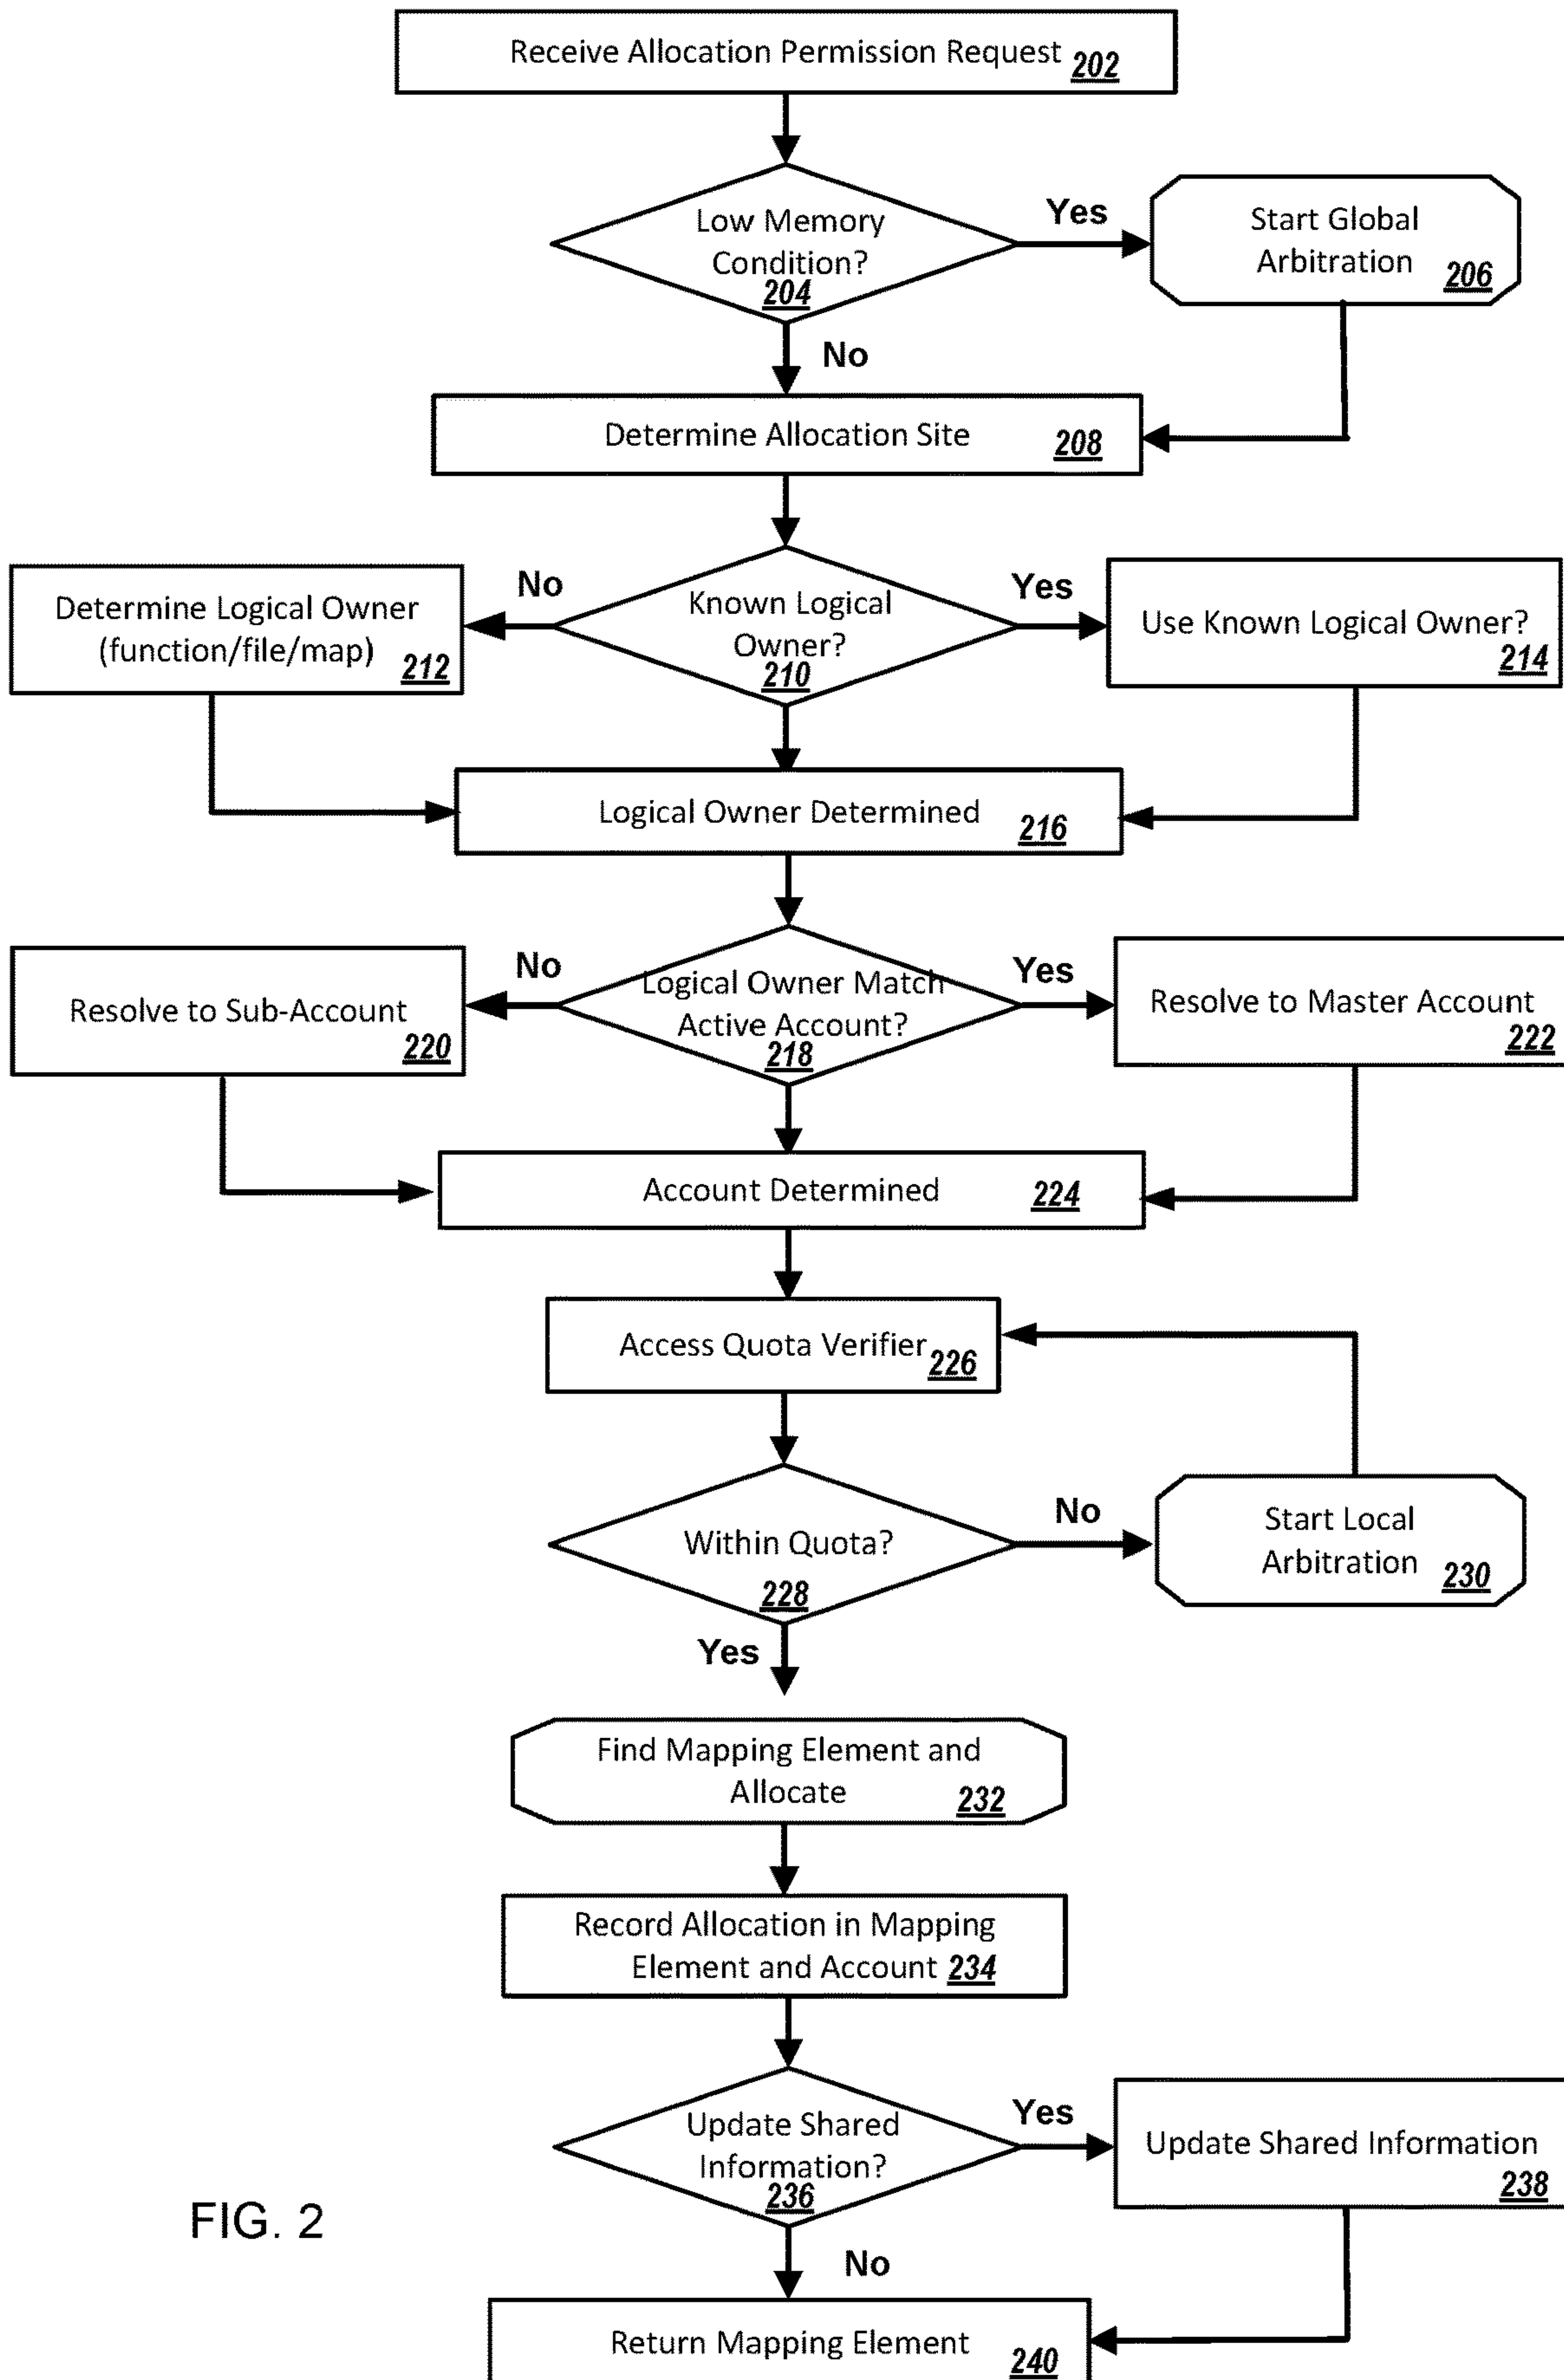 Receive Allocation Permission Request 202
Low Memory
Condition?
204
Yes
Start Global
Arbitration
206
No
Determine Allocation Site 208
No
Yes
Determine Logical Owner
(function/file/map)
212
Known Logical
Owner?
210
Use Known Logical Owner?
214
Logical Owner Determined 216
No
Yes
Resolve to Sub-Account
220
Logical Owner Match
Active Account?
218
Resolve to Master Account
222
Account Determined 224
Access Quota Verifier 226
Within Quota?
228
No
Start Local
Arbitration
230
Yes
Find Mapping Element and
Allocate 232
Record Allocation in Mapping
Element and Account 234
Update Shared
Information?
236
Yes
Update Shared Information
238
FIG. 2
No
Return Mapping Element 240